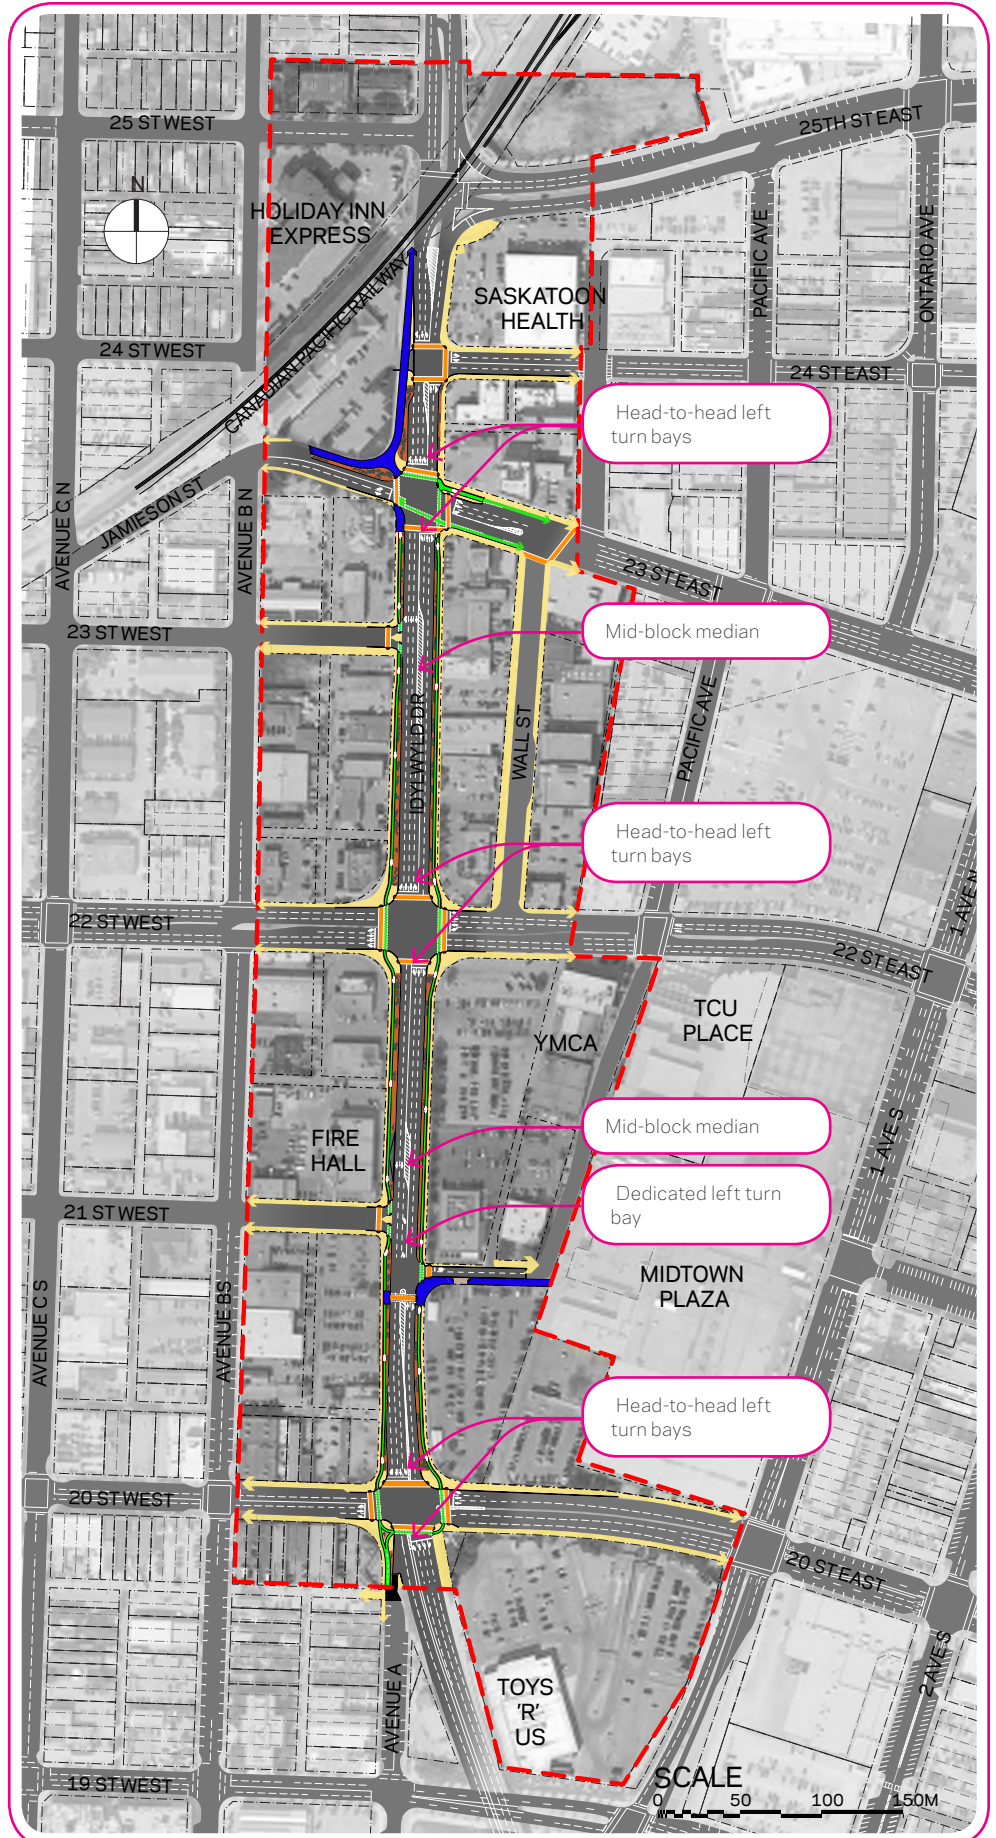 25 ST WEST
25TH ST EAST
N
HOLIDAY INN
EXPRESS
PACIFIC AVE
ONTARIO AVE
CANADIAN PACIFIC RAILWAY
SASKATOON
HEALTH
24 ST WEST
24 ST EAST
Head-to-head left
turn bays
AVENUE C N
JAMIESON ST
AVENUE B N
23 ST EAST
23 ST WEST
Mid-block median
IDYLWYLD DR
WALL ST
PACIFIC AVE
Head-to-head left
turn bays
22 ST WEST
1 AVE N
22 ST EAST
TCU
PLACE
YMCA
Mid-block median
FIRE
HALL
1 AVE S
Dedicated left turn
bay
21 ST WEST
MIDTOWN
PLAZA
AVENUE C S
AVENUE BS
Head-to-head left
turn bays
20 ST WEST
20 ST EAST
2 AVE S
AVENUE A
TOYS
'R'
US
19 ST WEST
SCALE
0 50 100 150M